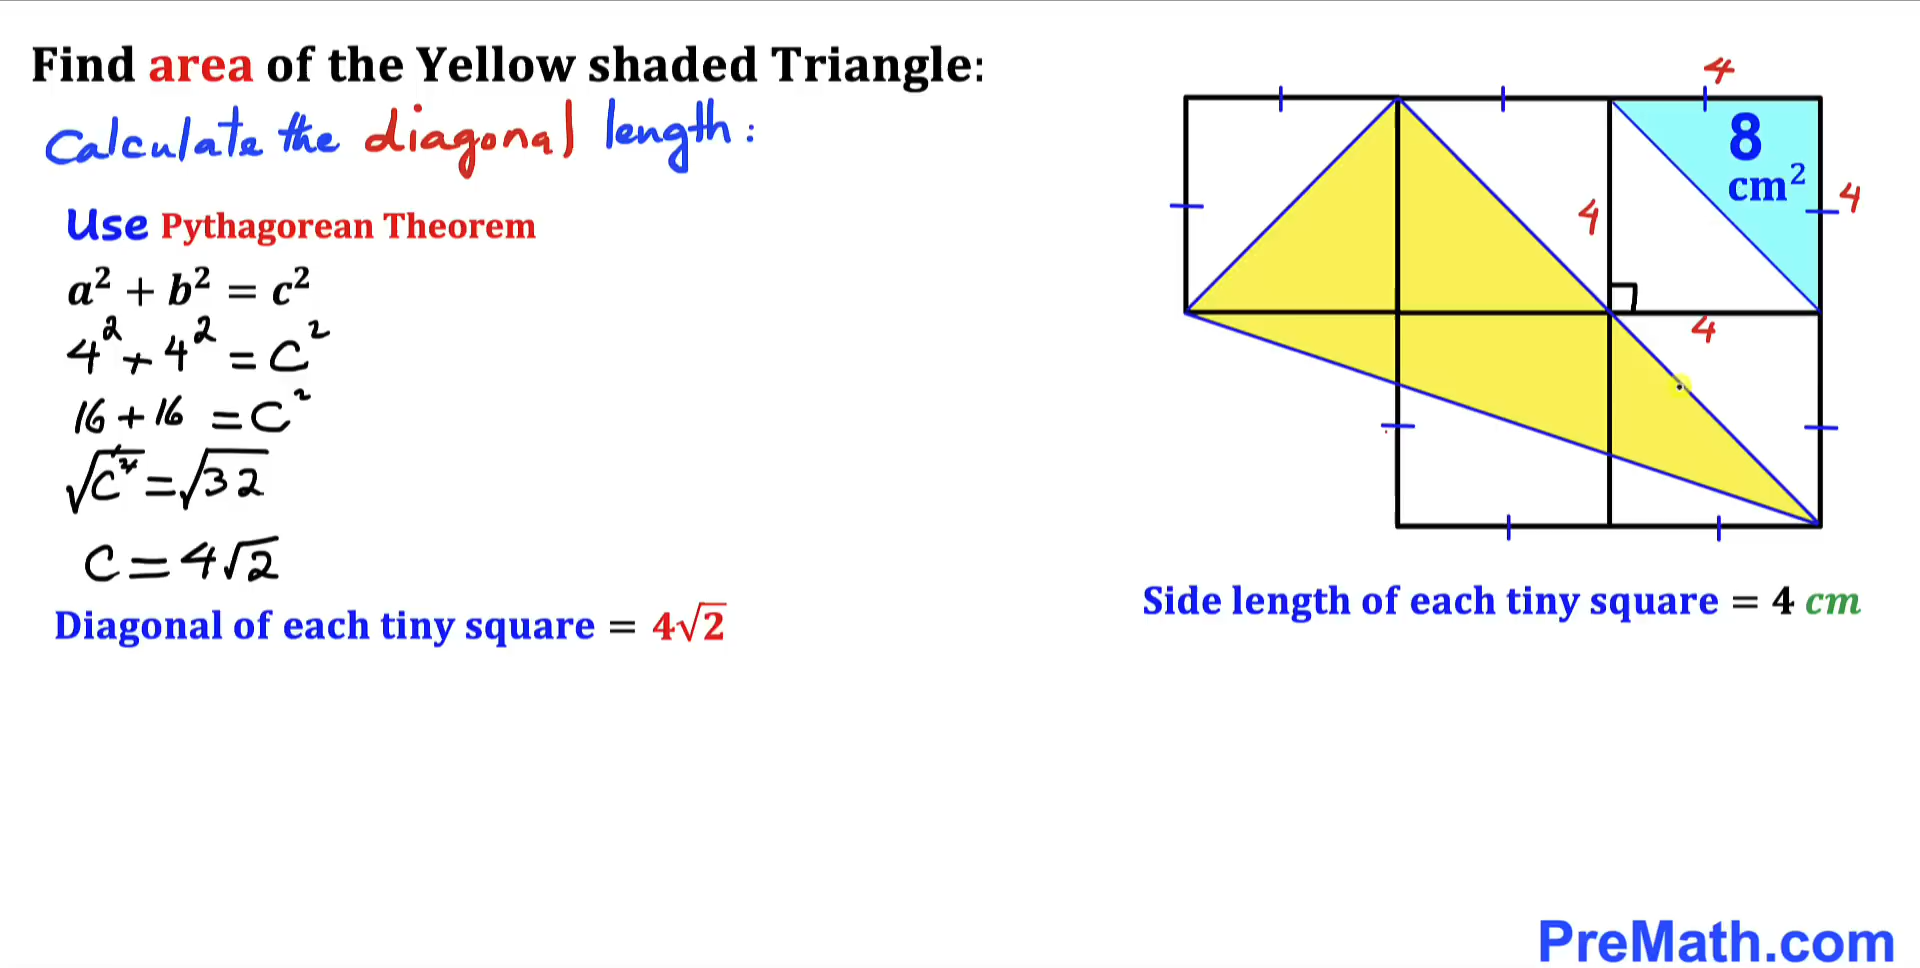 Find area of the Yellow shaded Triangle:
Calculate the diagonal length:
Use Pythagorean Theorem
a² + b² = c²
4² + 4² = C²
16 + 16 = C²
√C² = √32
C = 4√2
Diagonal of each tiny square = 4√2
4
8
cm²
4
4
4
Side length of each tiny square = 4 cm
PreMath.com